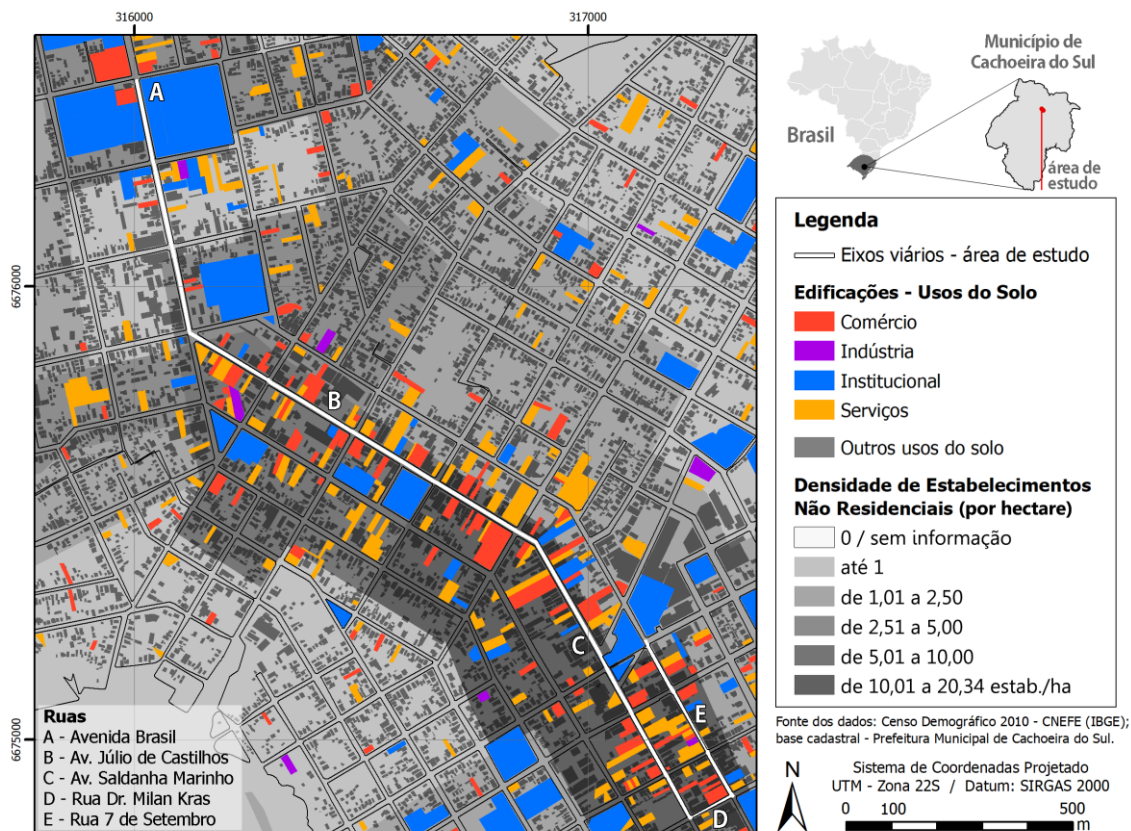 316000
317000
6676000
6675000
A
B
C
E
D
Ruas
A - Avenida Brasil
B - Av. Júlio de Castilhos
C - Av. Saldanha Marinho
D - Rua Dr. Milan Kras
E - Rua 7 de Setembro
Município de
Cachoeira do Sul
Brasil
área de
estudo
Legenda
Eixos viários - área de estudo
Edificações - Usos do Solo
Comércio
Indústria
Institucional
Serviços
Outros usos do solo
Densidade de Estabelecimentos
Não Residenciais (por hectare)
0 / sem informação
até 1
de 1,01 a 2,50
de 2,51 a 5,00
de 5,01 a 10,00
de 10,01 a 20,34 estab./ha
Fonte dos dados: Censo Demográfico 2010 - CNEFE (IBGE);
base cadastral - Prefeitura Municipal de Cachoeira do Sul.
N
Sistema de Coordenadas Projetado
UTM - Zona 22S / Datum: SIRGAS 2000
0 100 500
m